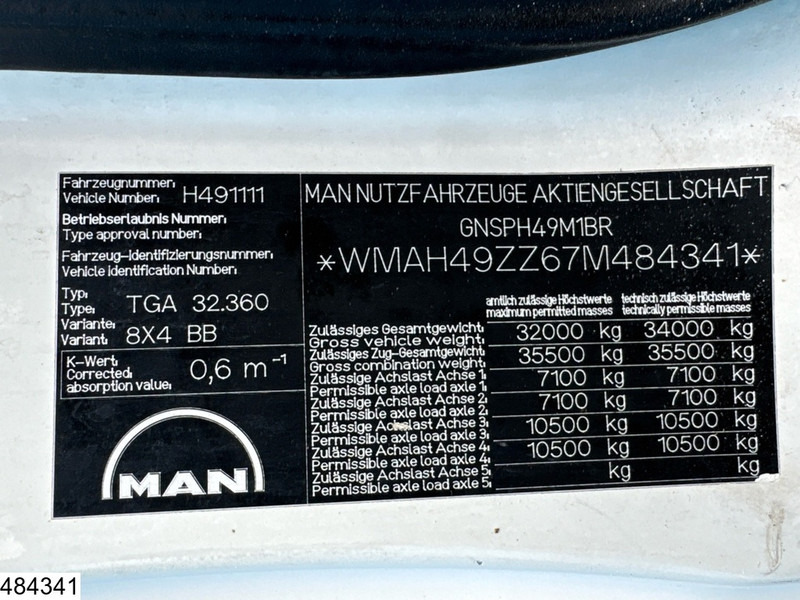 Fahrzeugnummer:
Vehicle Number: H491111
Betriebserlaubnis Nummer:
Type approval number:
Fahrzeug-Identifizierungsnummer:
Vehicle Identification Number:
Typ:
Type: TGA 32.360
Variante:
Variant: 8X4 BB
K-Wert:
Corrected
absorption value: 0,6 m⁻¹
MAN
MAN NUTZFAHRZEUGE AKTIENGESELLSCHAFT
GNSPH49M1BR
*WMAH49ZZ67M484341*
amtlich zulässige Höchstwerte technisch zulässige Höchstwerte
maximum permitted masses technically permissible masses
Zulässiges Gesamtgewicht:
Gross vehicle weight: 32000 kg 34000 kg
Zulässiges Zug-Gesamtgewicht:
Gross combination weight: 35500 kg 35500 kg
Zulässige Achslast Achse 1:
Permissible axle load axle 1: 7100 kg 7100 kg
Zulässige Achslast Achse 2:
Permissible axle load axle 2: 7100 kg 7100 kg
Zulässige Achslast Achse 3:
Permissible axle load axle 3: 10500 kg 10500 kg
Zulässige Achslast Achse 4:
Permissible axle load axle 4: 10500 kg 10500 kg
Zulässige Achslast Achse 5:
Permissible axle load axle 5: kg kg
484341